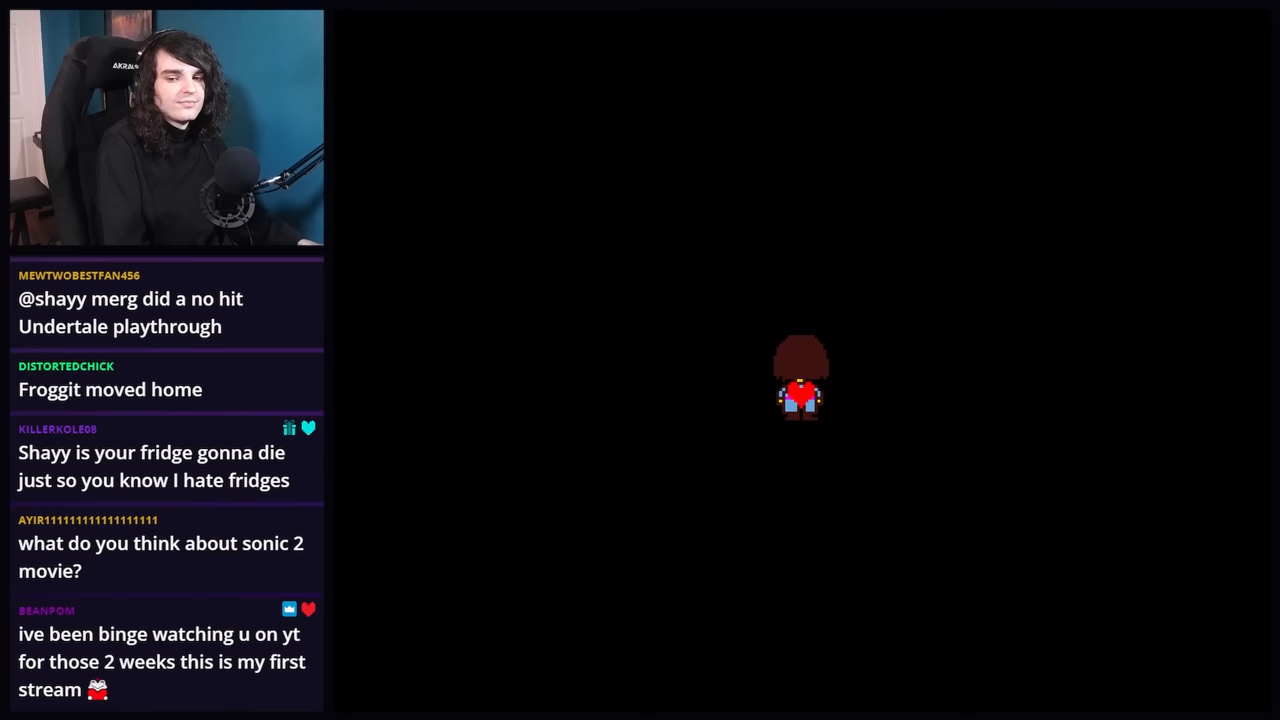 AKRA
MEWTWOBESTFAN456
@shayy merg did a no hit
Undertale playthrough
DISTORTEDCHICK
Froggit moved home
KILLERKOLE08
Shayy is your fridge gonna die
just so you know I hate fridges
AYIR111111111111111111
what do you think about sonic 2
movie?
BEANPOM
ive been binge watching u on yt
for those 2 weeks this is my first
stream